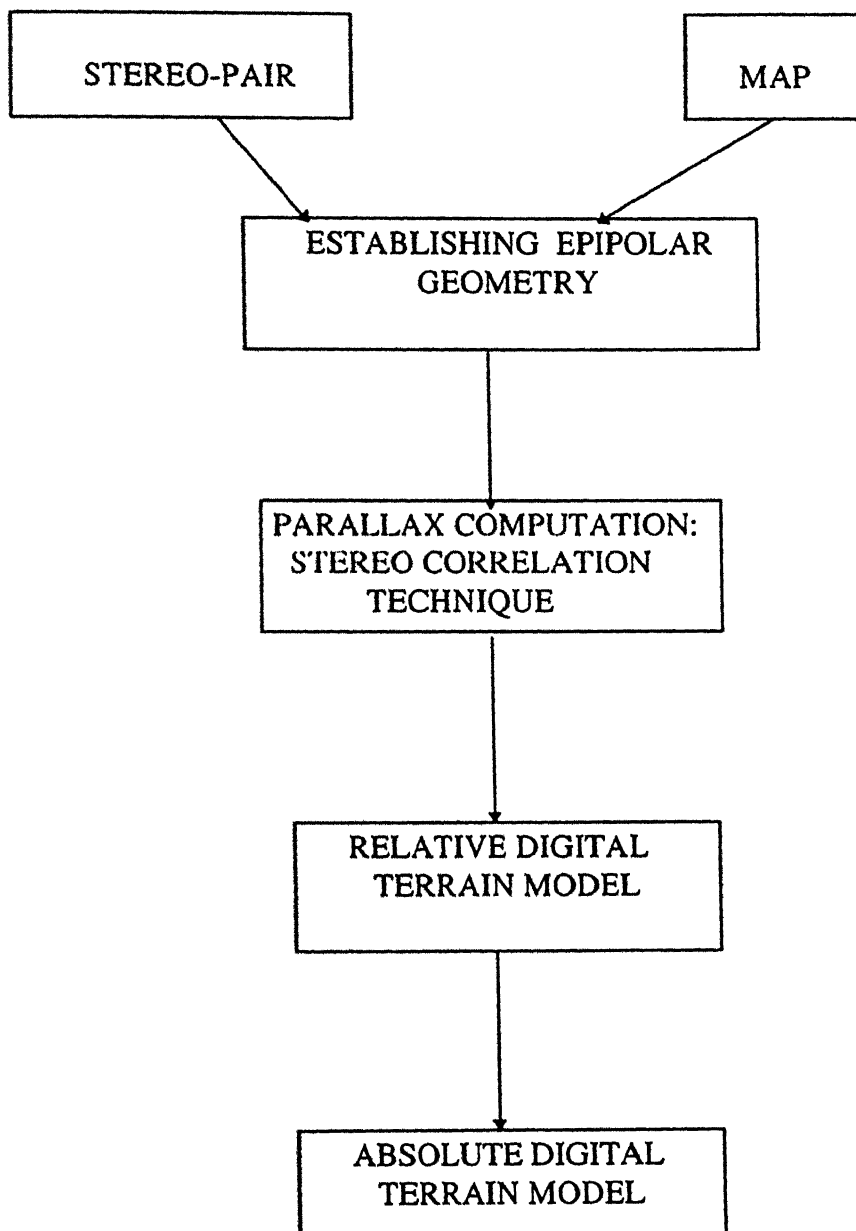 STEREO-PAIR
MAP
ESTABLISHING EPIPOLAR
GEOMETRY
PARALLAX COMPUTATION:
STEREO CORRELATION
TECHNIQUE
RELATIVE DIGITAL
TERRAIN MODEL
ABSOLUTE DIGITAL
TERRAIN MODEL